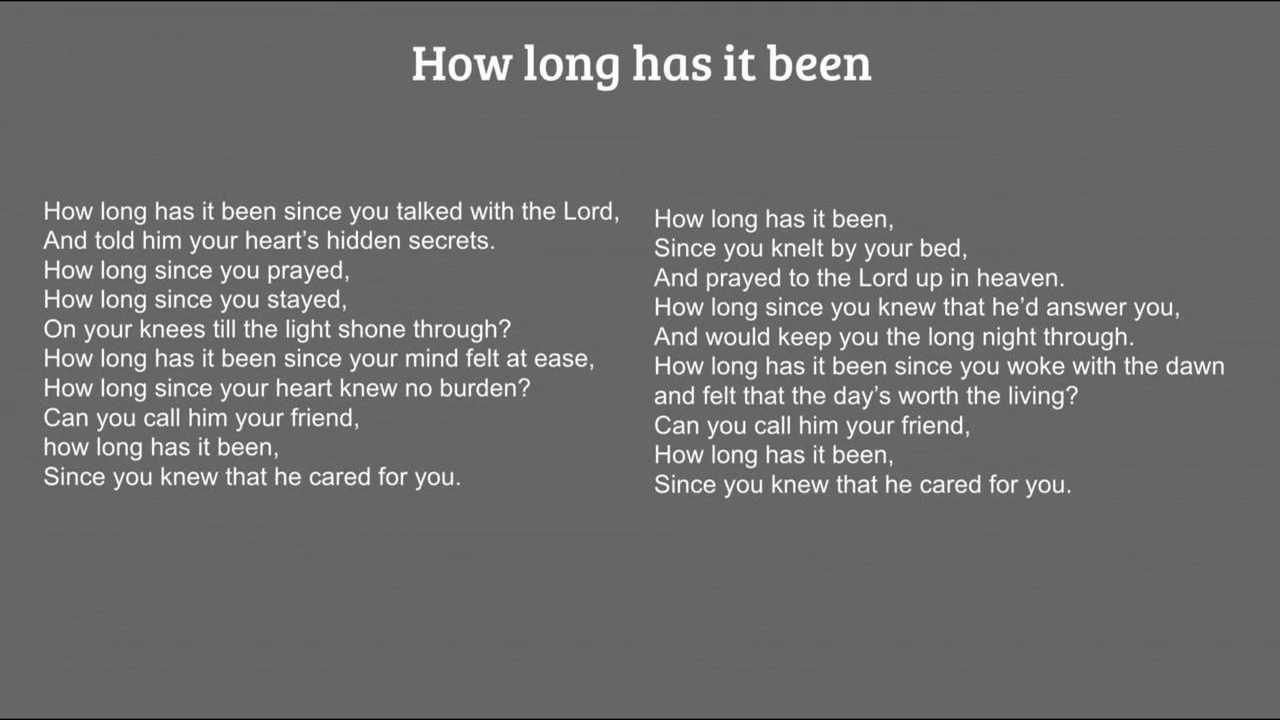 How long has it been
How long has it been since you talked with the Lord,
And told him your heart's hidden secrets.
How long since you prayed,
How long since you stayed,
On your knees till the light shone through?
How long has it been since your mind felt at ease,
How long since your heart knew no burden?
Can you call him your friend,
how long has it been,
Since you knew that he cared for you.
How long has it been,
Since you knelt by your bed,
And prayed to the Lord up in heaven.
How long since you knew that he'd answer you,
And would keep you the long night through.
How long has it been since you woke with the dawn
and felt that the day's worth the living?
Can you call him your friend,
How long has it been,
Since you knew that he cared for you.